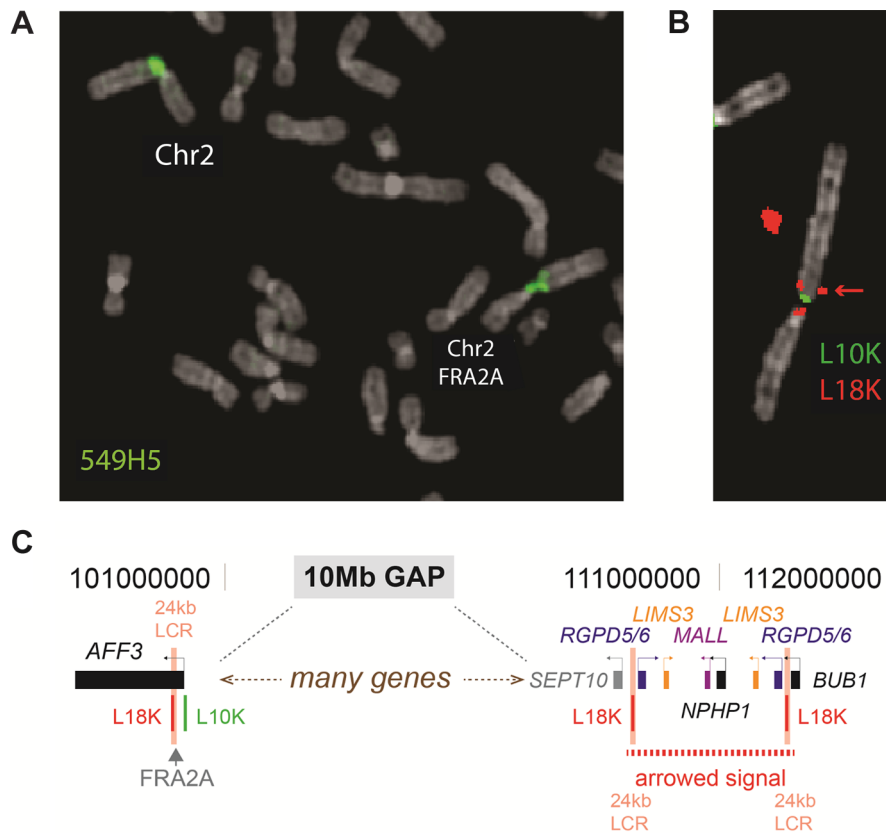 A
B
Chr2
Chr2
FRA2A
549H5
L10K
L18K
C
101000000
10Mb GAP
111000000 112000000
24kb
LCR
LIMS3 LIMS3
RGPD5/6 MALL RGPD5/6
AFF3
many genes
SEPT10
BUB1
NPHP1
L18K L10K
L18K
L18K
FRA2A
arrowed signal
24kb
LCR
24kb
LCR